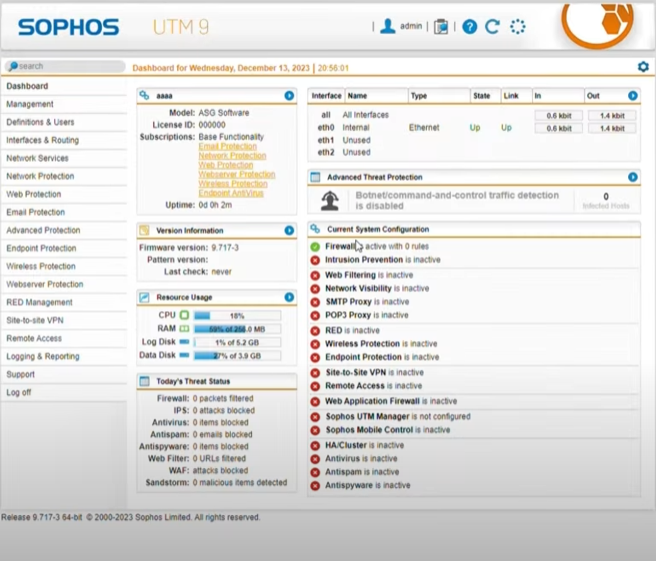 SOPHOS UTM 9
admin
search
Dashboard for Wednesday, December 13, 2023 | 20:56:01
Dashboard
Management
Definitions & Users
Interfaces & Routing
Network Services
Network Protection
Web Protection
Email Protection
Advanced Protection
Endpoint Protection
Wireless Protection
Webserver Protection
RED Management
Site-to-site VPN
Remote Access
Logging & Reporting
Support
Log off
aaaa
Model: ASG Software
License ID: 000000
Subscriptions: Base Functionality
Email Protection
Network Protection
Web Protection
Webserver Protection
Wireless Protection
Endpoint AntiVirus
Uptime: 0d 0h 2m
Version Information
Firmware version: 9.717-3
Pattern version:
Last check: never
Resource Usage
CPU 18%
RAM of MB
Log Disk 1% of 5.2 GB
Data Disk 27% of 3.9 GB
Today's Threat Status
Firewall: 0 packets filtered
IPS: 0 attacks blocked
Antivirus: 0 items blocked
Antispam: 0 emails blocked
Antispyware: 0 items blocked
Web Filter: 0 URLs filtered
WAF: attacks blocked
Sandstorm: 0 malicious items detected
Interface Name Type State Link In Out
all All Interfaces 0.6 kbit 1.4 kbit
eth0 Internal Ethernet Up Up 0.6 kbit 1.4 kbit
eth1 Unused
eth2 Unused
Advanced Threat Protection
Botnet/command-and-control traffic detection
is disabled
0
Infected Hosts
Current System Configuration
Firewall active with 0 rules
Intrusion Prevention is inactive
Web Filtering is inactive
Network Visibility is inactive
SMTP Proxy is inactive
POP3 Proxy is inactive
RED is inactive
Wireless Protection is inactive
Endpoint Protection is inactive
Site-to-Site VPN is inactive
Remote Access is inactive
Web Application Firewall is inactive
Sophos UTM Manager is not configured
Sophos Mobile Control is inactive
HA/Cluster is inactive
Antivirus is inactive
Antispam is inactive
Antispyware is inactive
Release 9.717-3 64-bit © 2000-2023 Sophos Limited. All rights reserved.